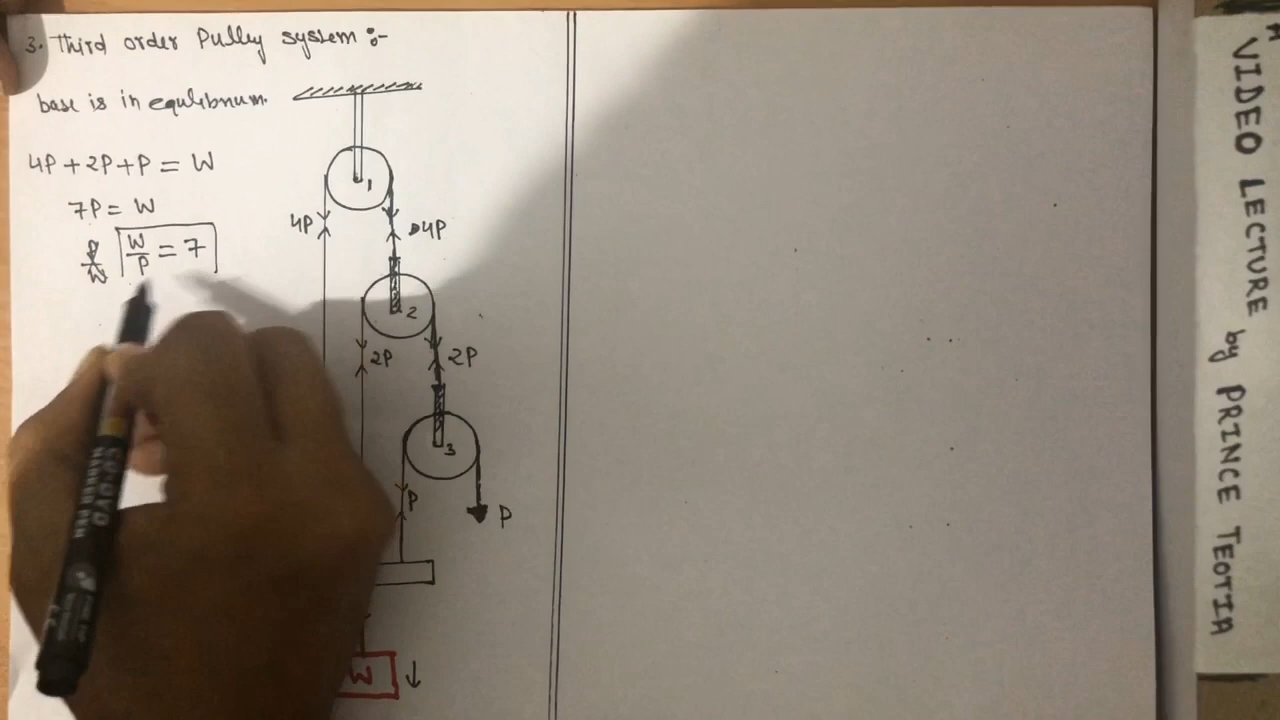 3. Third order Pulley system :-
base is in equlibrium.
4P + 2P + P = W
7P = W
P/W W/P = 7
1
4P 4P
2
2P 2P
3
P
P
W
VIDEO LECTURE by PRINCE TEOTIA